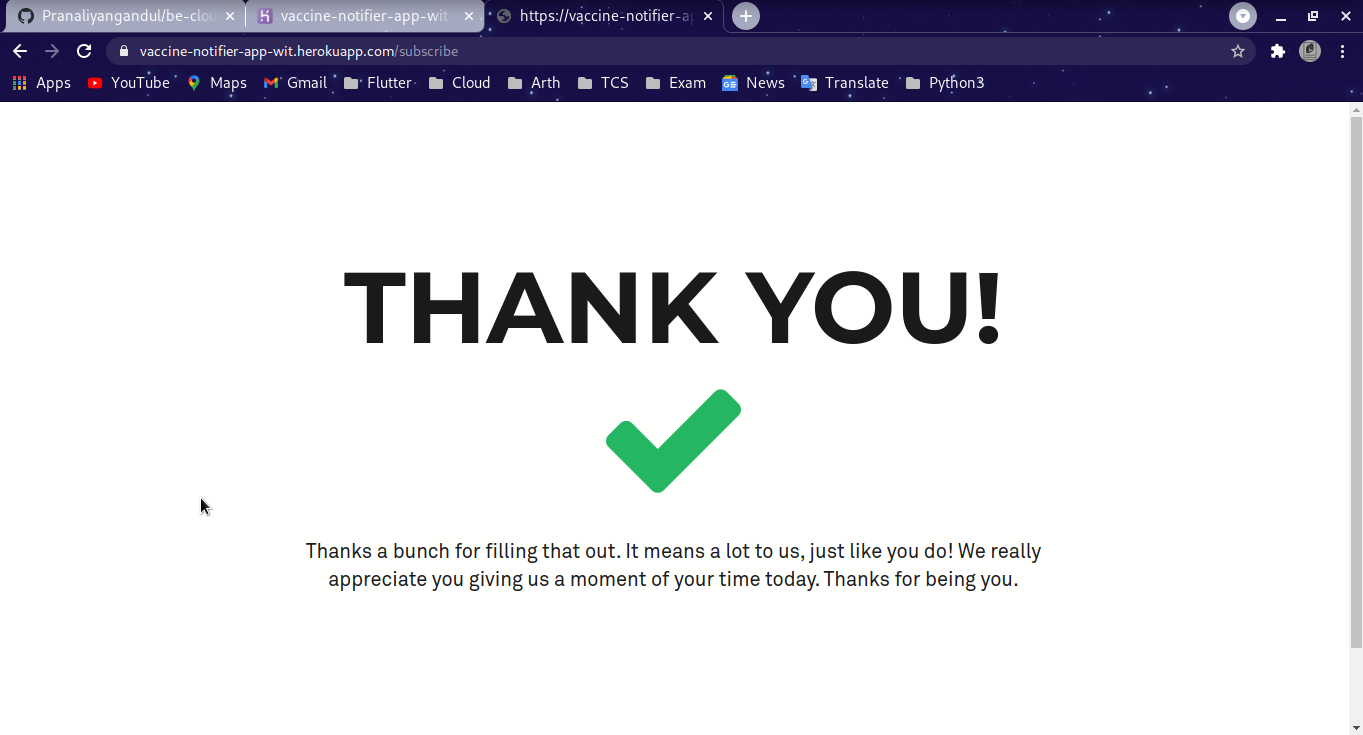 Pranaliyangandul/be-clou
vaccine-notifier-app-wit
https://vaccine-notifier-ap
vaccine-notifier-app-wit.herokuapp.com/subscribe
Apps YouTube Maps Gmail Flutter Cloud Arth TCS Exam News Translate Python3
THANK YOU!
Thanks a bunch for filling that out. It means a lot to us, just like you do! We really
appreciate you giving us a moment of your time today. Thanks for being you.